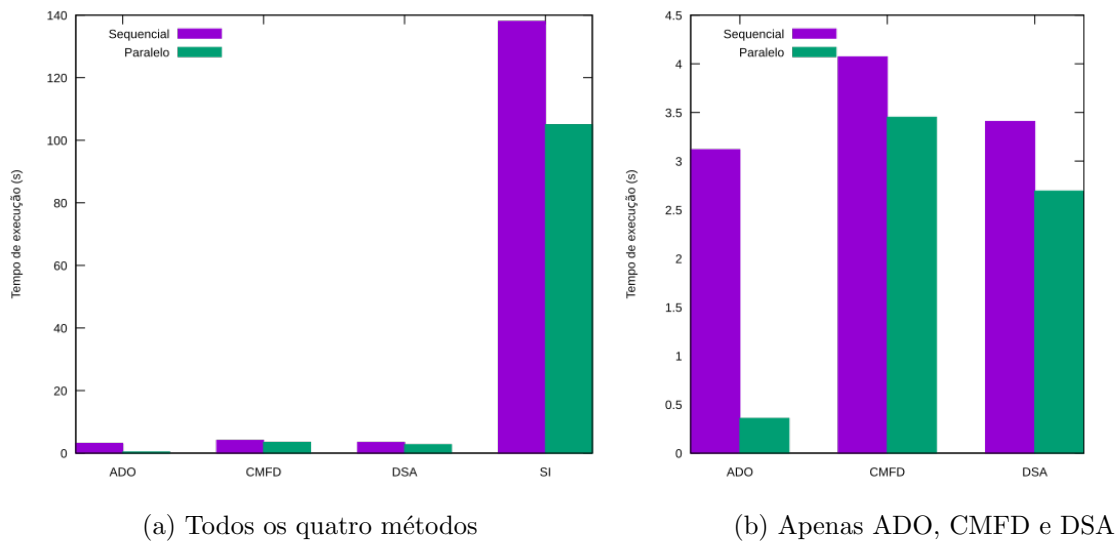 140
120
100
80
60
40
20
0
Tempo de execução (s)
Sequencial
Paralelo
ADO CMFD DSA SI
(a) Todos os quatro métodos
4.5
4
3.5
3
2.5
2
1.5
1
0.5
0
Tempo de execução (s)
Sequencial
Paralelo
ADO CMFD DSA
(b) Apenas ADO, CMFD e DSA